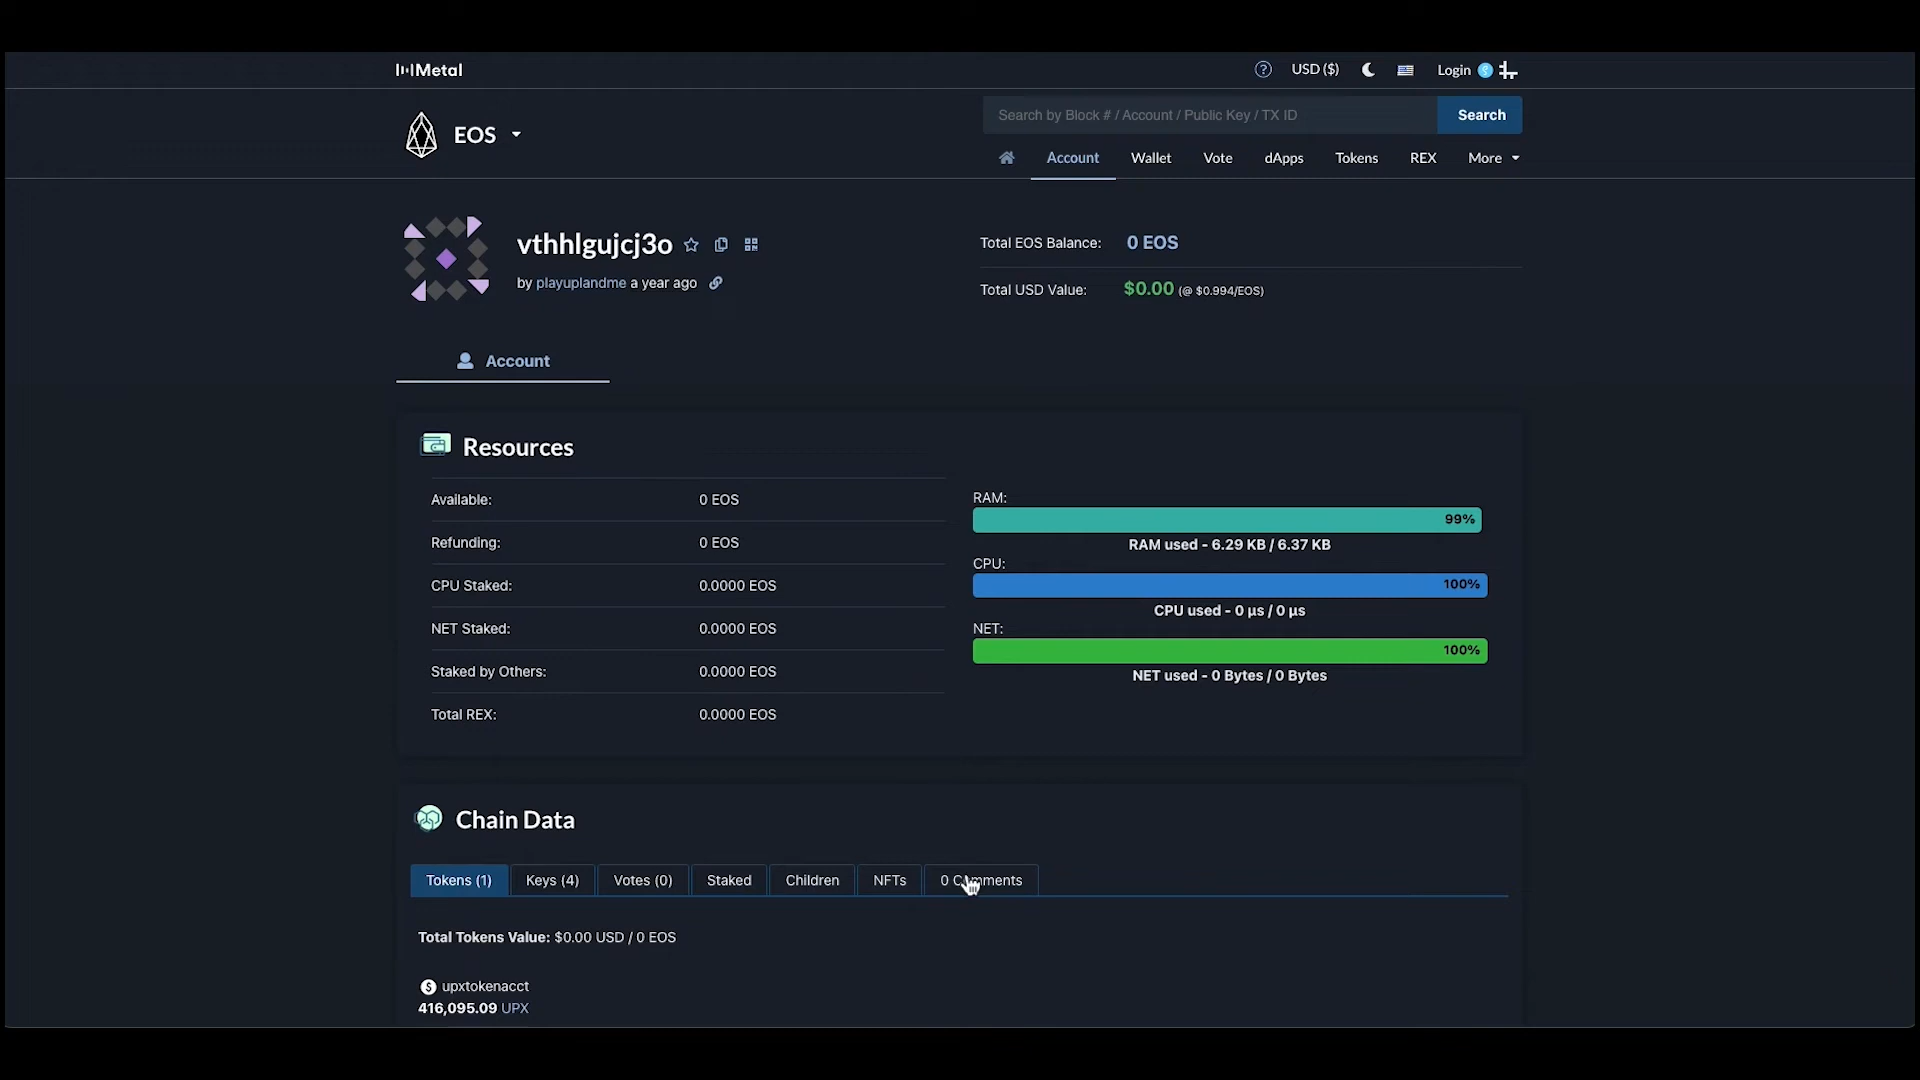 Metal
USD ($)
Login
EOS
Search by Block # / Account / Public Key / TX ID
Search
Account
Wallet
Vote
dApps
Tokens
REX
More
vthhlgujcj3o
by playuplandme a year ago
Total EOS Balance: 0 EOS
Total USD Value: $0.00 (@ $0.994/EOS)
Account
Resources
Available: 0 EOS
Refunding: 0 EOS
CPU Staked: 0.0000 EOS
NET Staked: 0.0000 EOS
Staked by Others: 0.0000 EOS
Total REX: 0.0000 EOS
RAM:
99%
RAM used - 6.29 KB / 6.37 KB
CPU:
100%
CPU used - 0 µs / 0 µs
NET:
100%
NET used - 0 Bytes / 0 Bytes
Chain Data
Tokens (1)
Keys (4)
Votes (0)
Staked
Children
NFTs
0 Comments
Total Tokens Value: $0.00 USD / 0 EOS
upxtokenacct
416,095.09 UPX